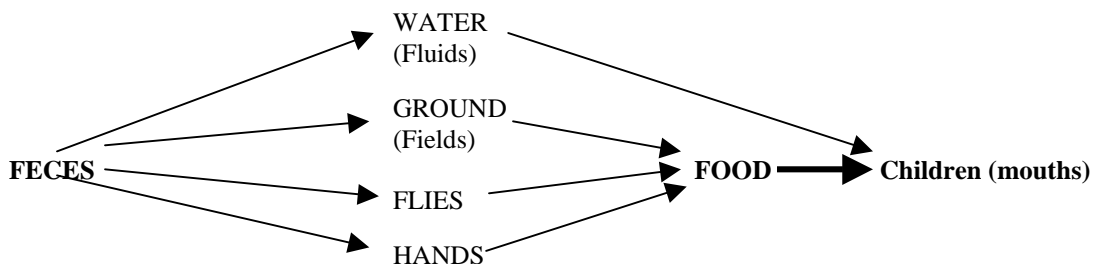 WATER
(Fluids)
GROUND
(Fields)
FECES
FOOD
Children (mouths)
FLIES
HANDS